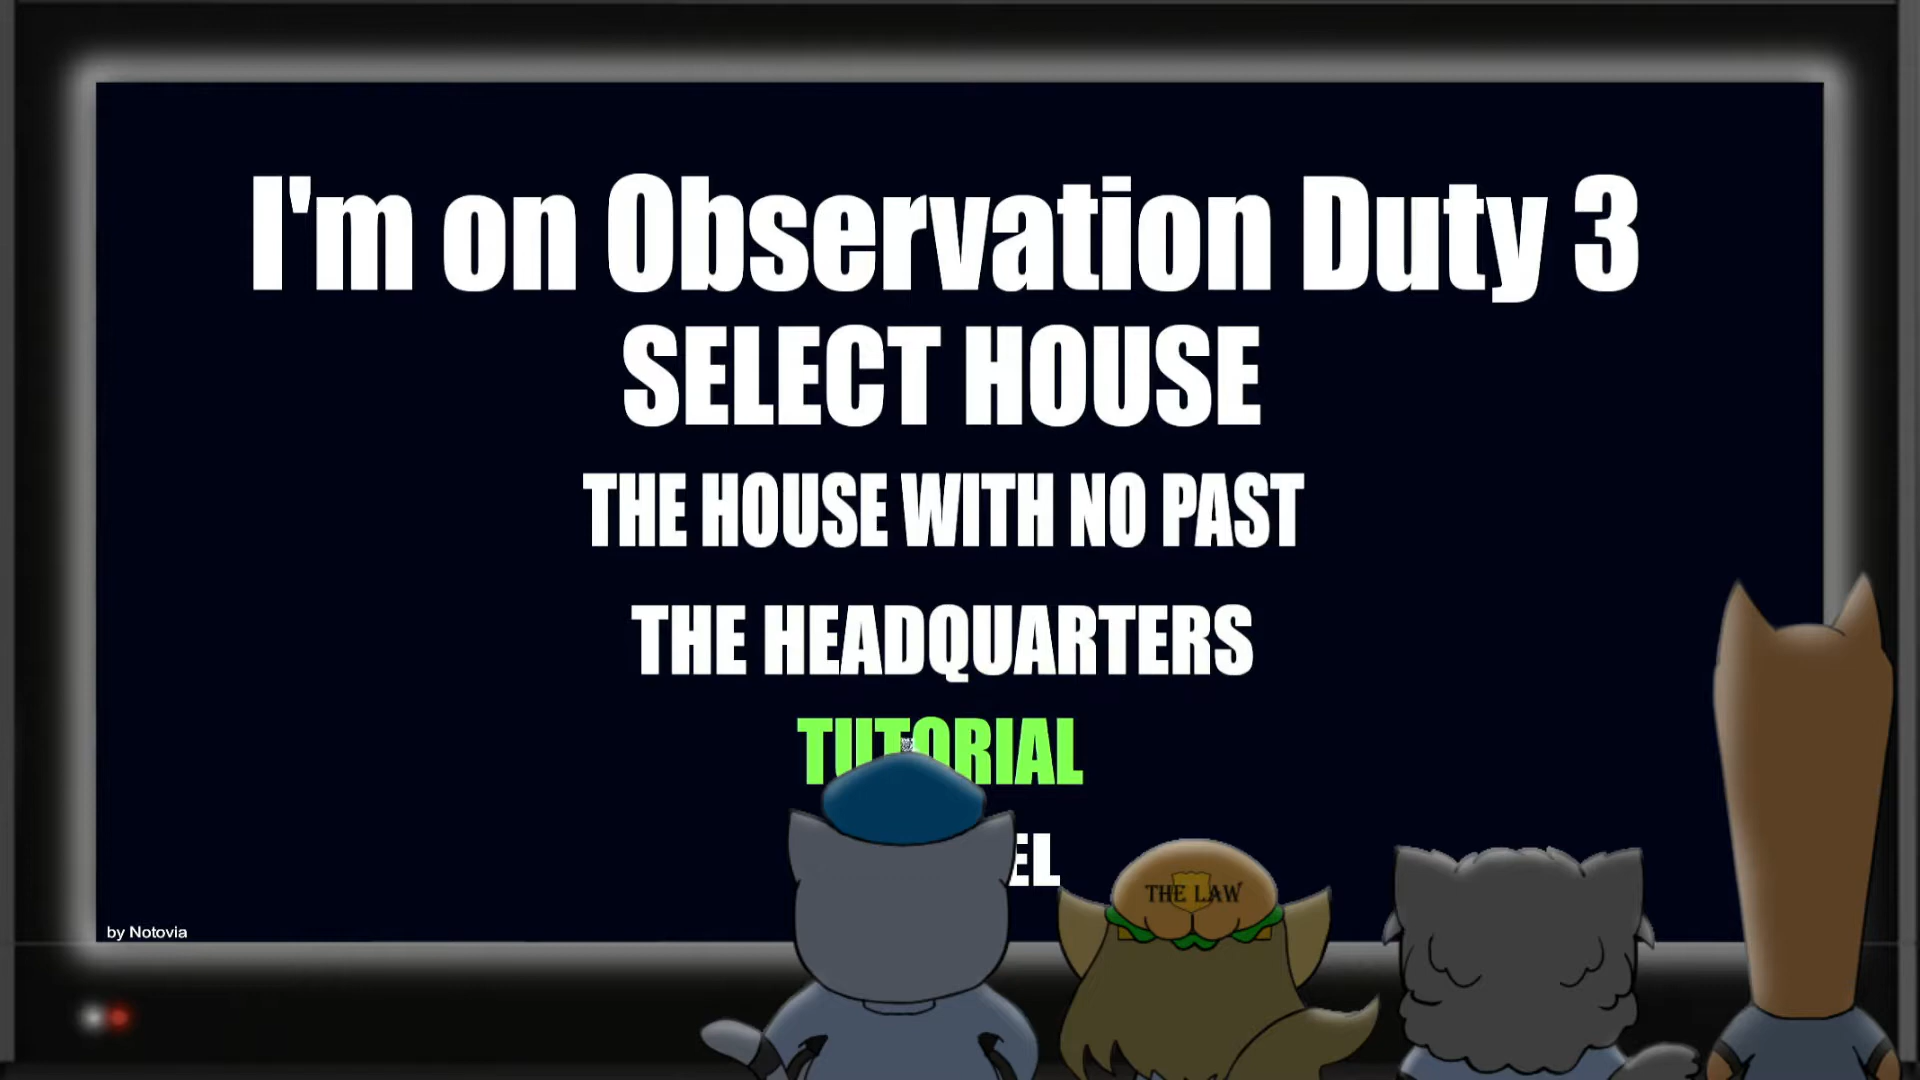 I'm on Observation Duty 3
SELECT HOUSE
THE HOUSE WITH NO PAST
THE HEADQUARTERS
TUTORIAL
THE LAW
by Notovia